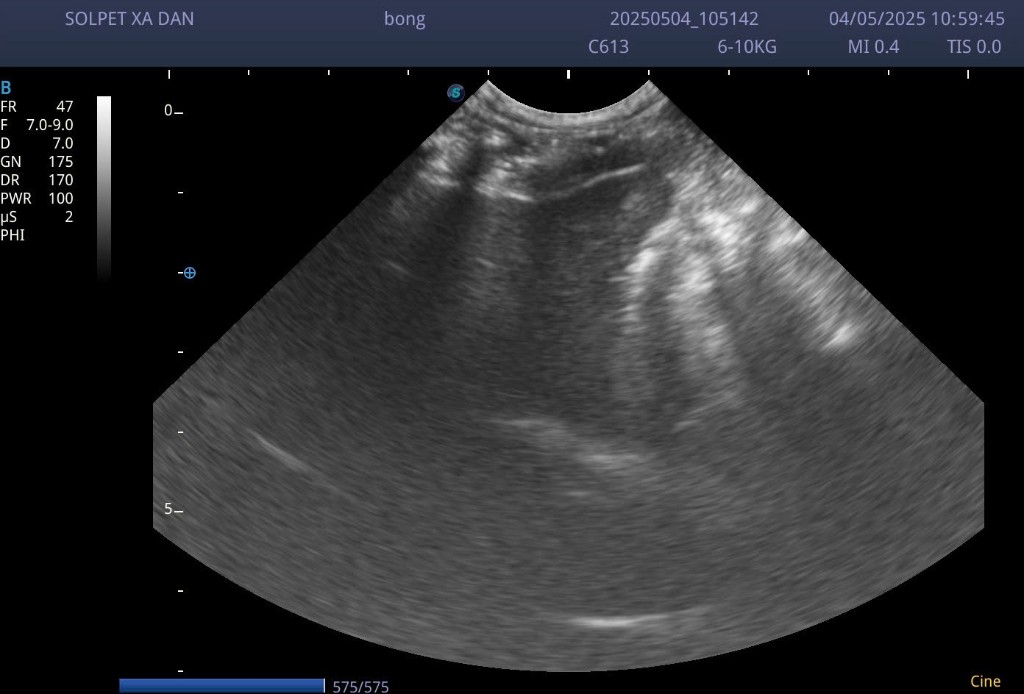 SOLPET XA DAN bong 20250504_105142 04/05/2025 10:59:45
C613 6-10KG MI 0.4 TIS 0.0
B
FR 47
F 7.0-9.0
D 7.0
GN 175
DR 170
PWR 100
µS 2
PHI
S
0
5
575/575
Cine